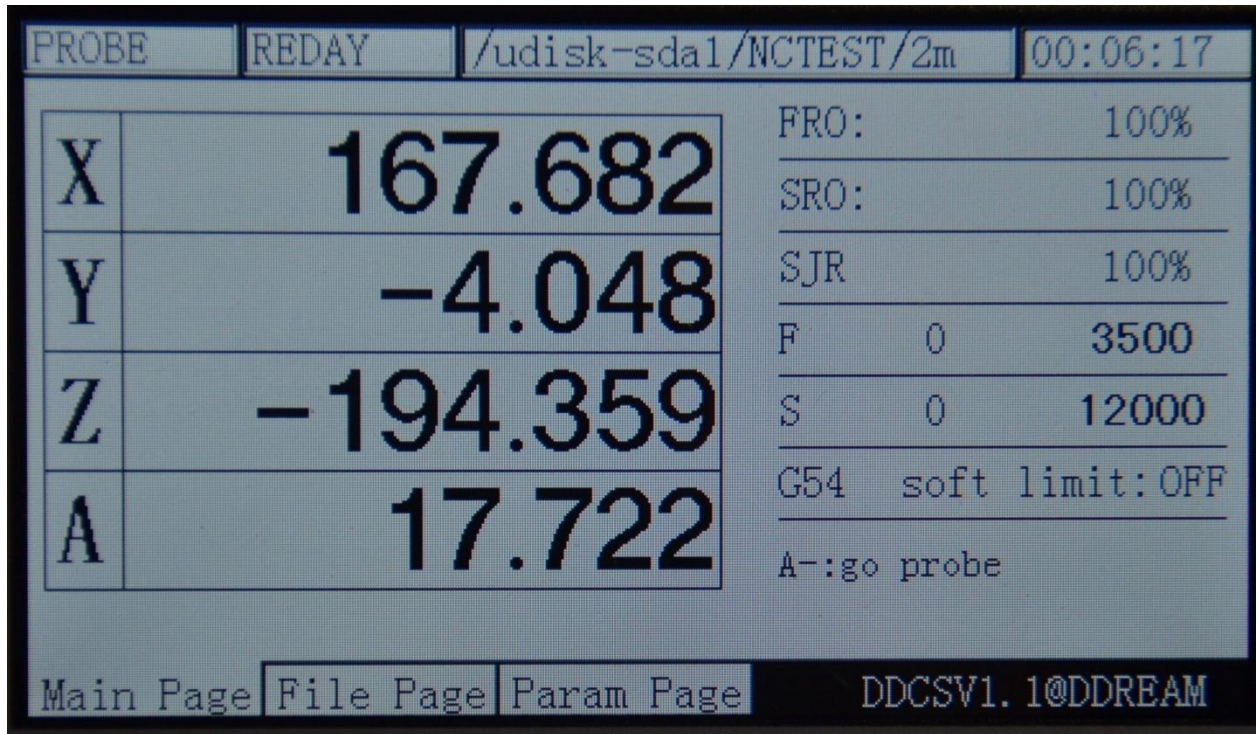 PROBE REDAY /udisk-sda1/NCTEST/2m 00:06:17
X 167.682
Y -4.048
Z -194.359
A 17.722
FRO: 100%
SRO: 100%
SJR 100%
F 0 3500
S 0 12000
G54 soft limit:OFF
A-:go probe
Main Page File Page Param Page DDCSV1.1@DDREAM